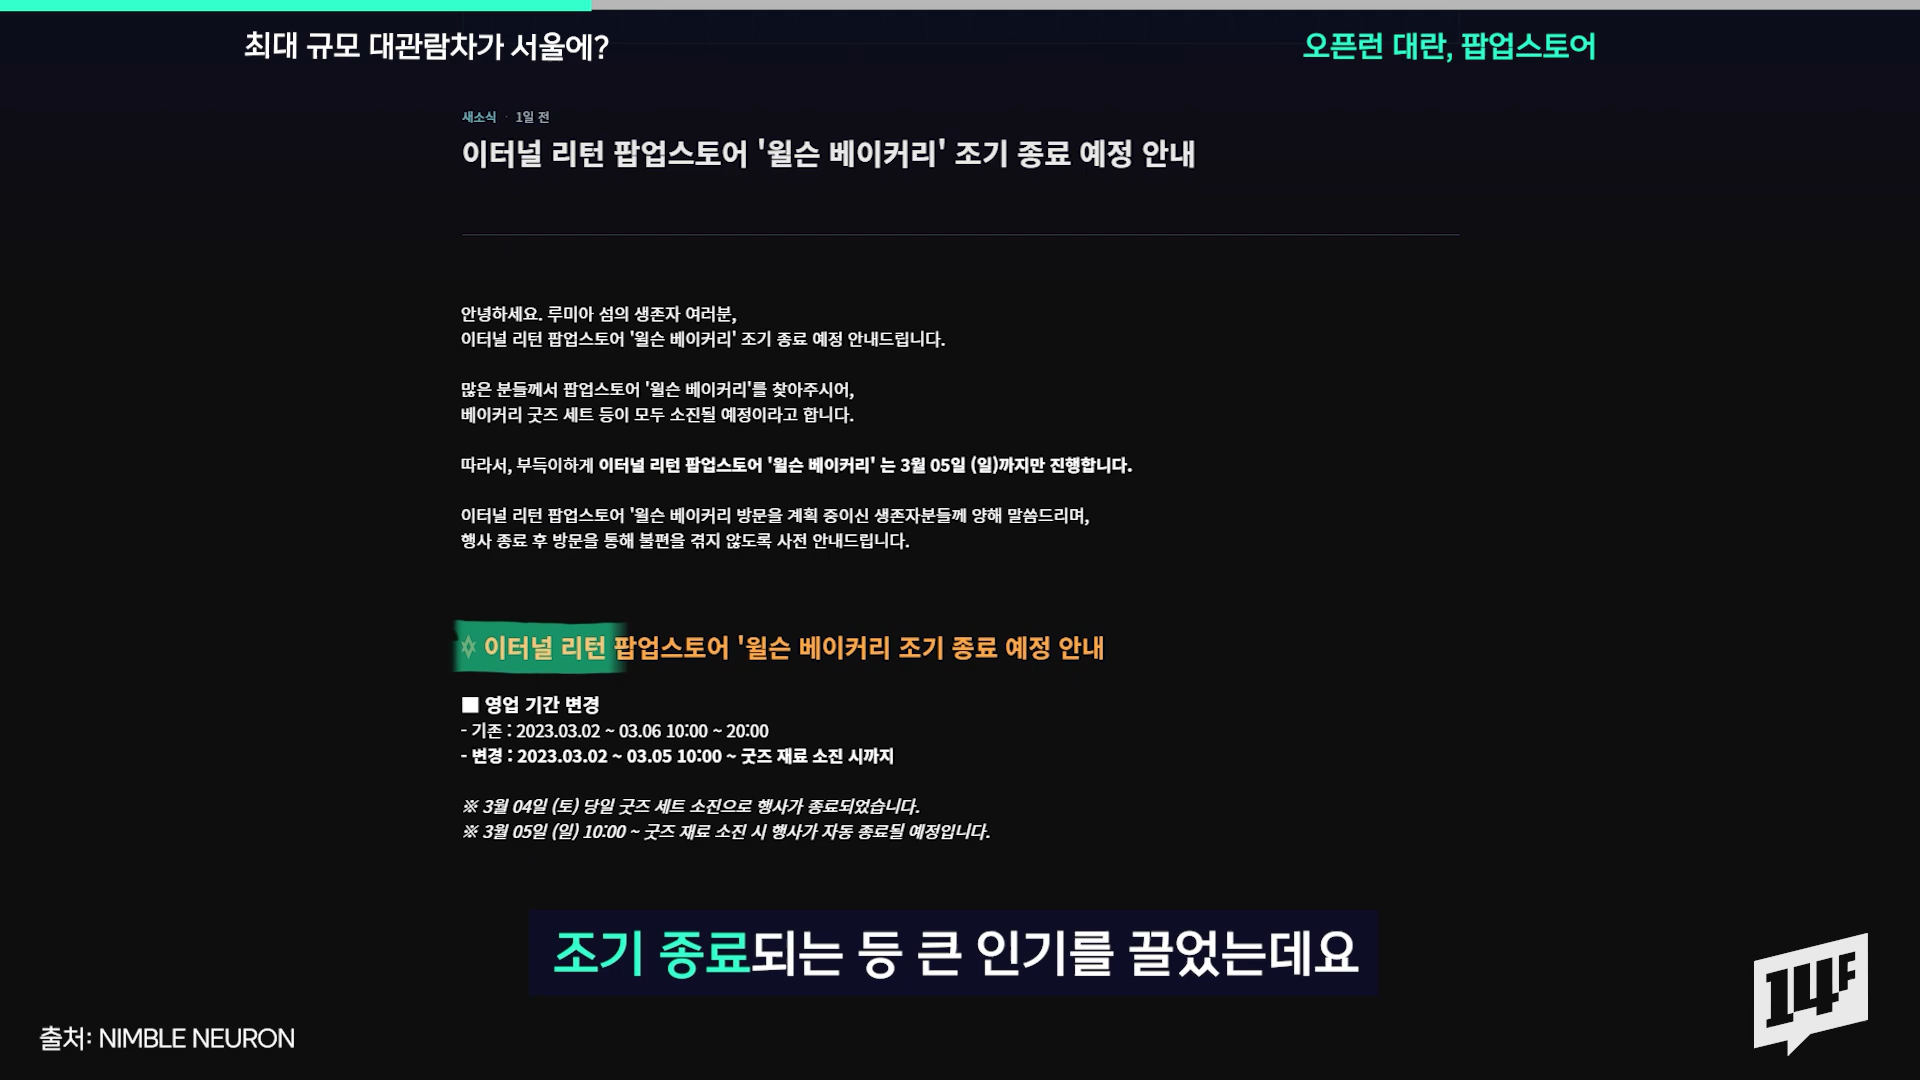 최대 규모 대관람차가 서울에?
오픈런 대란, 팝업스토어
새소식 · 1일 전
이터널 리턴 팝업스토어 '윌슨 베이커리' 조기 종료 예정 안내
안녕하세요. 루미아 섬의 생존자 여러분,
이터널 리턴 팝업스토어 '윌슨 베이커리' 조기 종료 예정 안내드립니다.
많은 분들께서 팝업스토어 '윌슨 베이커리'를 찾아주시어,
베이커리 굿즈 세트 등이 모두 소진될 예정이라고 합니다.
따라서, 부득이하게 이터널 리턴 팝업스토어 '윌슨 베이커리' 는 3월 05일 (일)까지만 진행합니다.
이터널 리턴 팝업스토어 '윌슨 베이커리 방문을 계획 중이신 생존자분들께 양해 말씀드리며,
행사 종료 후 방문을 통해 불편을 겪지 않도록 사전 안내드립니다.
✡ 이터널 리턴 팝업스토어 '윌슨 베이커리 조기 종료 예정 안내
■ 영업 기간 변경
- 기존 : 2023.03.02 ~ 03.06 10:00 ~ 20:00
- 변경 : 2023.03.02 ~ 03.05 10:00 ~ 굿즈 재료 소진 시까지
※ 3월 04일 (토) 당일 굿즈 세트 소진으로 행사가 종료되었습니다.
※ 3월 05일 (일) 10:00 ~ 굿즈 재료 소진 시 행사가 자동 종료될 예정입니다.
조기 종료되는 등 큰 인기를 끌었는데요
14F
출처: NIMBLE NEURON